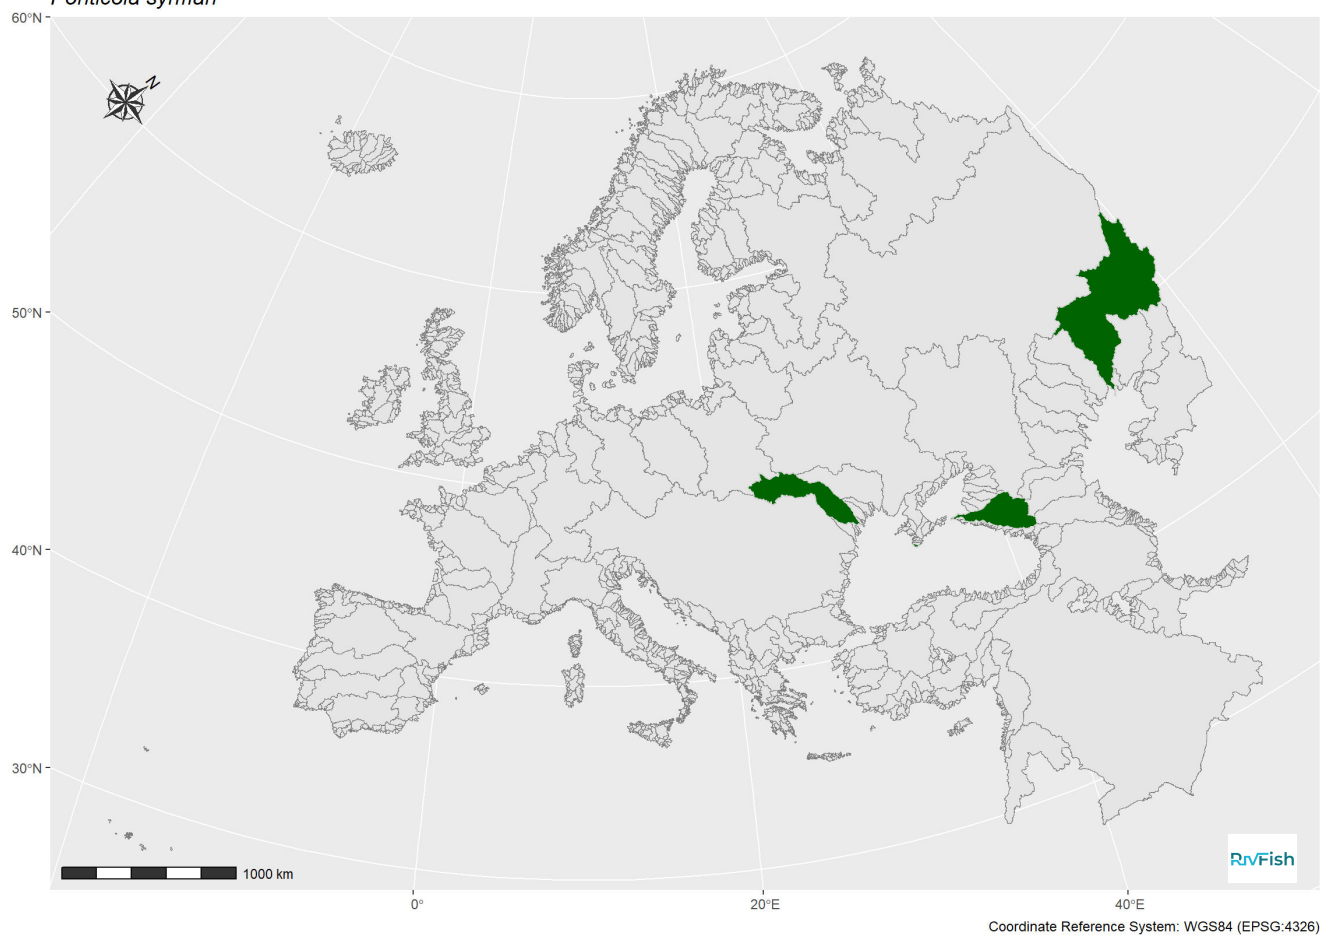 Ponticola syrman
60°N
N
50°N
40°N
30°N
1000 km
RivFish
0°
20°E
40°E
Coordinate Reference System: WGS84 (EPSG:4326)